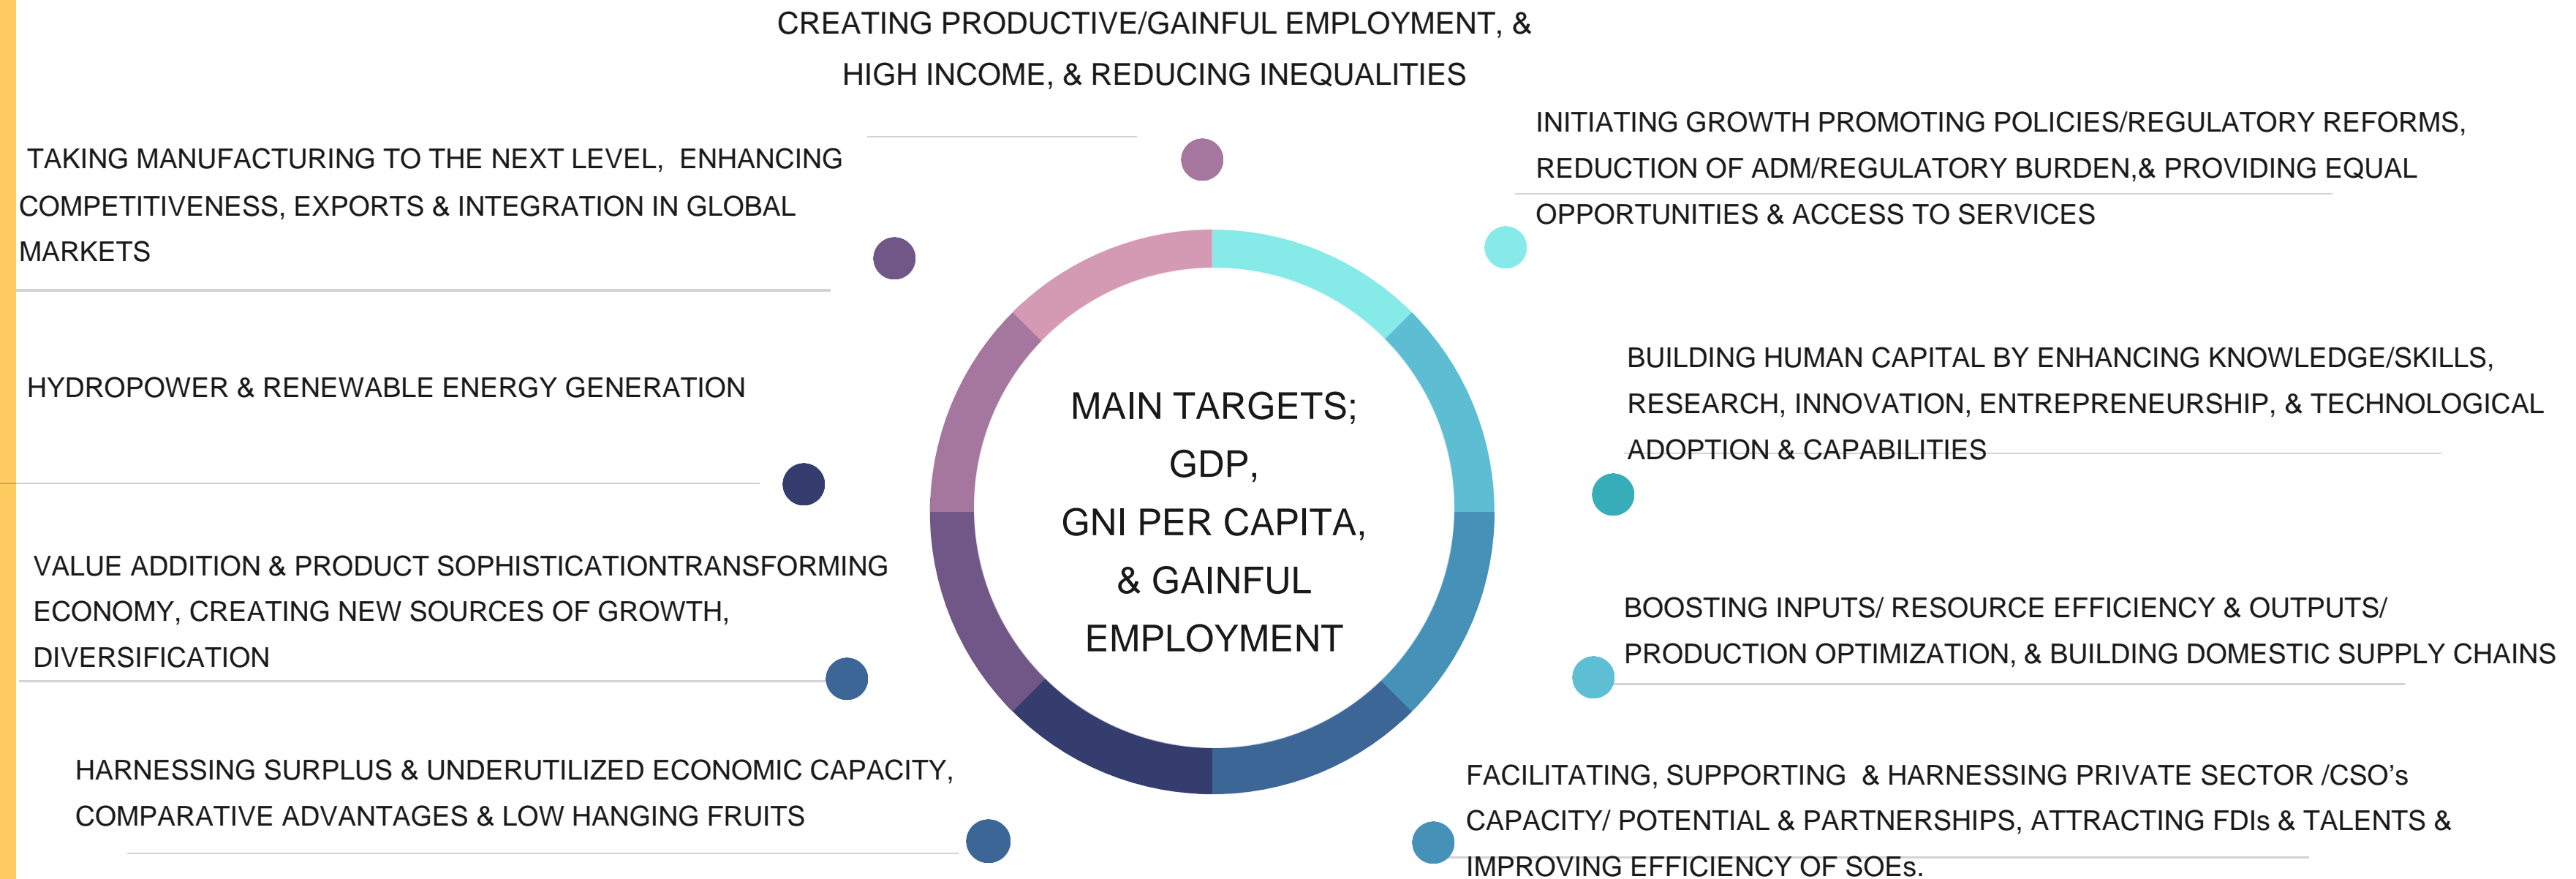 CREATING PRODUCTIVE/GAINFUL EMPLOYMENT, &
HIGH INCOME, & REDUCING INEQUALITIES
TAKING MANUFACTURING TO THE NEXT LEVEL,  ENHANCING
COMPETITIVENESS, EXPORTS & INTEGRATION IN GLOBAL
MARKETS
HYDROPOWER & RENEWABLE ENERGY GENERATION
VALUE ADDITION & PRODUCT SOPHISTICATIONTRANSFORMING
ECONOMY, CREATING NEW SOURCES OF GROWTH,
DIVERSIFICATION
HARNESSING SURPLUS & UNDERUTILIZED ECONOMIC CAPACITY,
COMPARATIVE ADVANTAGES & LOW HANGING FRUITS
MAIN TARGETS;
GDP,
GNI PER CAPITA,
& GAINFUL
EMPLOYMENT
INITIATING GROWTH PROMOTING POLICIES/REGULATORY REFORMS,
REDUCTION OF ADM/REGULATORY BURDEN,& PROVIDING EQUAL
OPPORTUNITIES & ACCESS TO SERVICES
BUILDING HUMAN CAPITAL BY ENHANCING KNOWLEDGE/SKILLS,
RESEARCH, INNOVATION, ENTREPRENEURSHIP, & TECHNOLOGICAL
ADOPTION & CAPABILITIES
BOOSTING INPUTS/ RESOURCE EFFICIENCY & OUTPUTS/
PRODUCTION OPTIMIZATION, & BUILDING DOMESTIC SUPPLY CHAINS
FACILITATING, SUPPORTING  & HARNESSING PRIVATE SECTOR /CSO’s
CAPACITY/ POTENTIAL & PARTNERSHIPS, ATTRACTING FDIs & TALENTS &
IMPROVING EFFICIENCY OF SOEs.